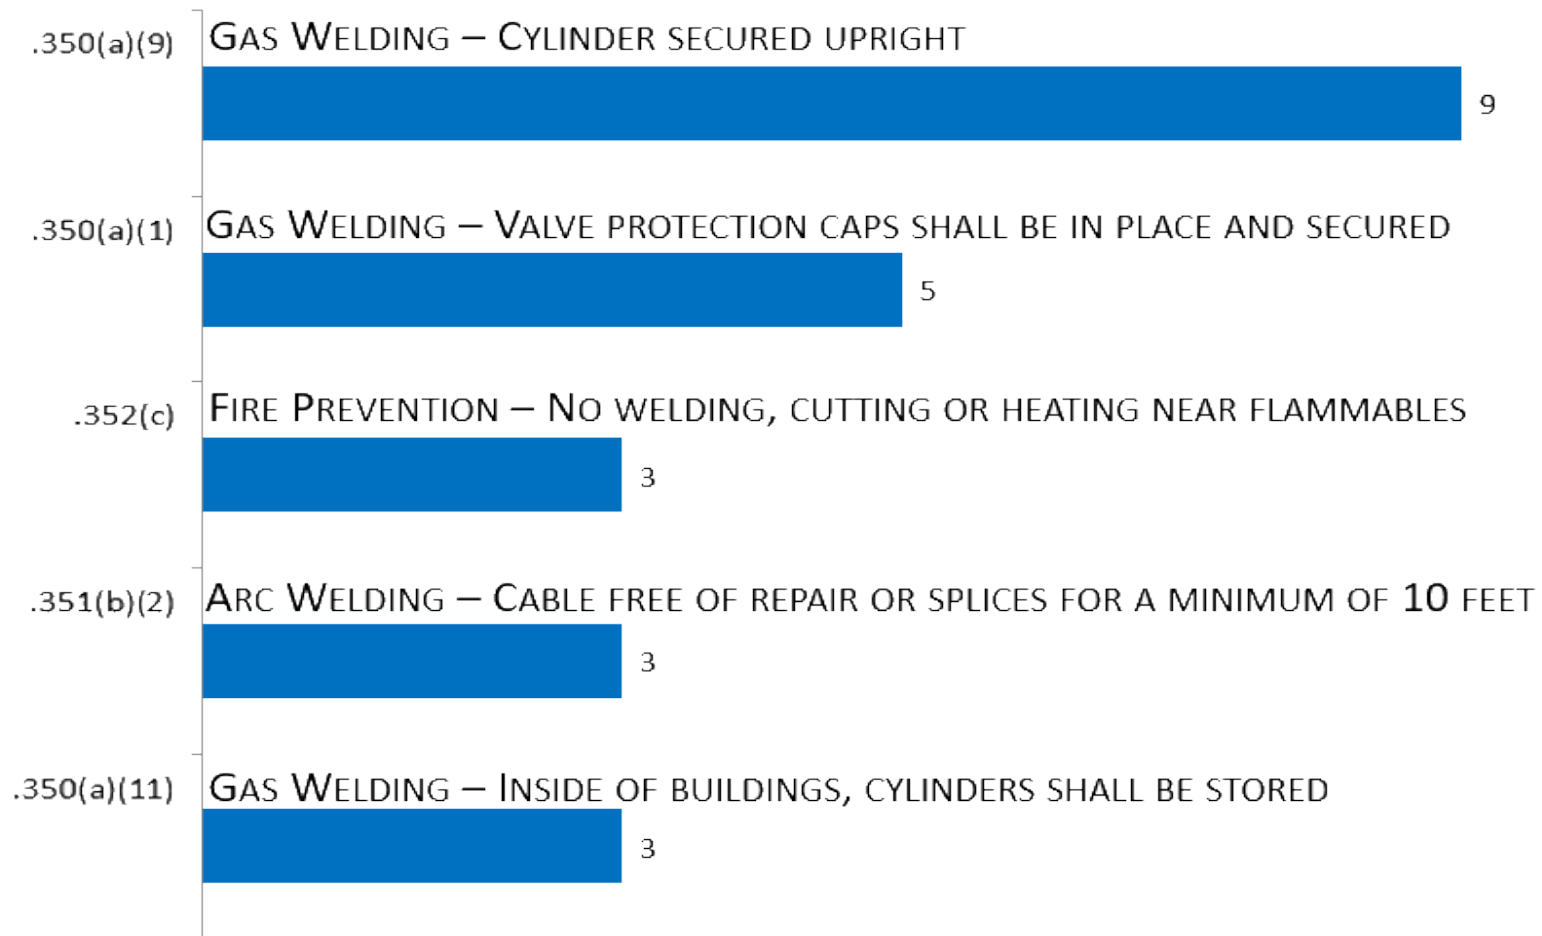 .350(a)(9) Gas Welding – Cylinder secured upright
9
.350(a)(1) Gas Welding – Valve protection caps shall be in place and secured
5
.352(c) Fire Prevention – No welding, cutting or heating near flammables
3
.351(b)(2) Arc Welding – Cable free of repair or splices for a minimum of 10 feet
3
.350(a)(11) Gas Welding – Inside of buildings, cylinders shall be stored
3